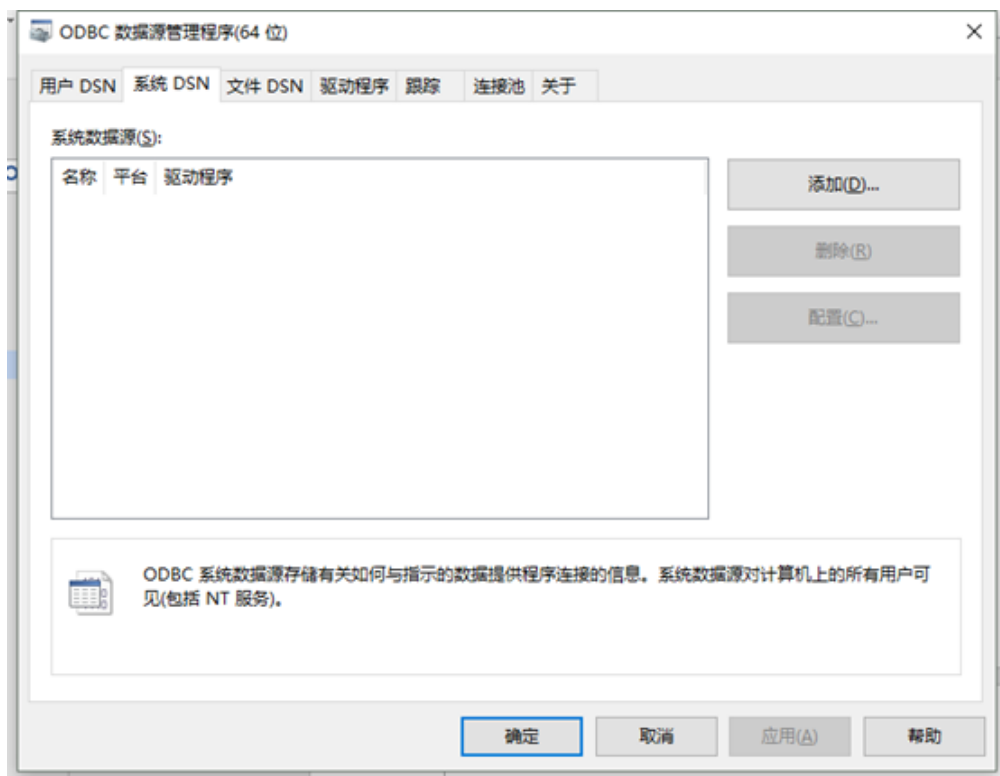 ODBC 数据源管理程序(64 位)
用户 DSN 系统 DSN 文件 DSN 驱动程序 跟踪 连接池 关于
系统数据源(S):
名称 平台 驱动程序
添加(D)...
删除(R)
配置(C)...
ODBC 系统数据源存储有关如何与指示的数据提供程序连接的信息。系统数据源对计算机上的所有用户可
见(包括 NT 服务)。
确定 取消 应用(A) 帮助